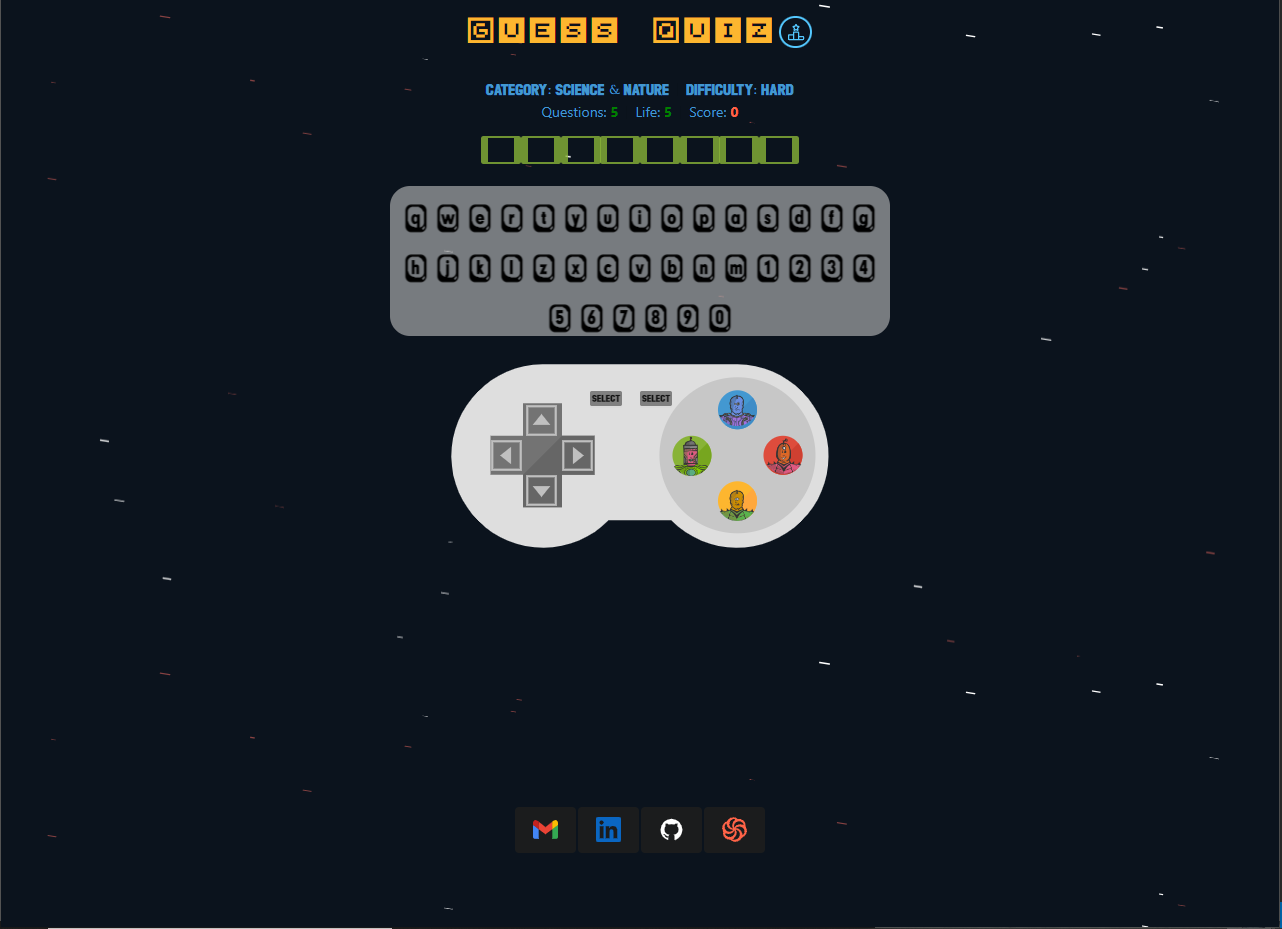 GUESS QUIZ
CATEGORY: SCIENCE & NATURE DIFFICULTY: HARD
Questions: 5 Life: 5 Score: 0
q w e r t y u i o p a s d f g
h j k l z x c v b n m 1 2 3 4
5 6 7 8 9 0
SELECT SELECT
in